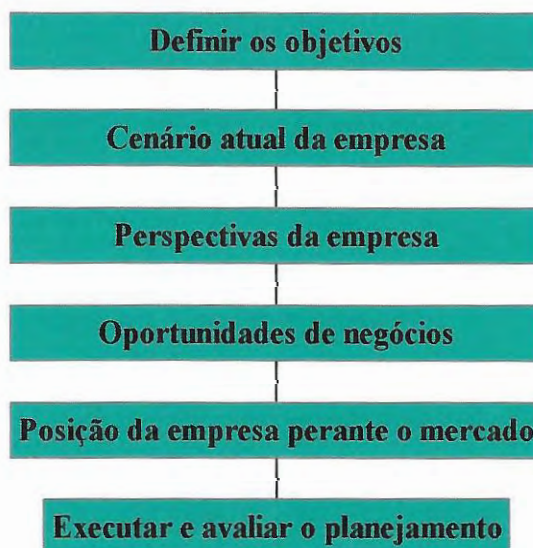 Definir os objetivos
Cenário atual da empresa
Perspectivas da empresa
Oportunidades de negócios
Posição da empresa perante o mercado
Executar e avaliar o planejamento